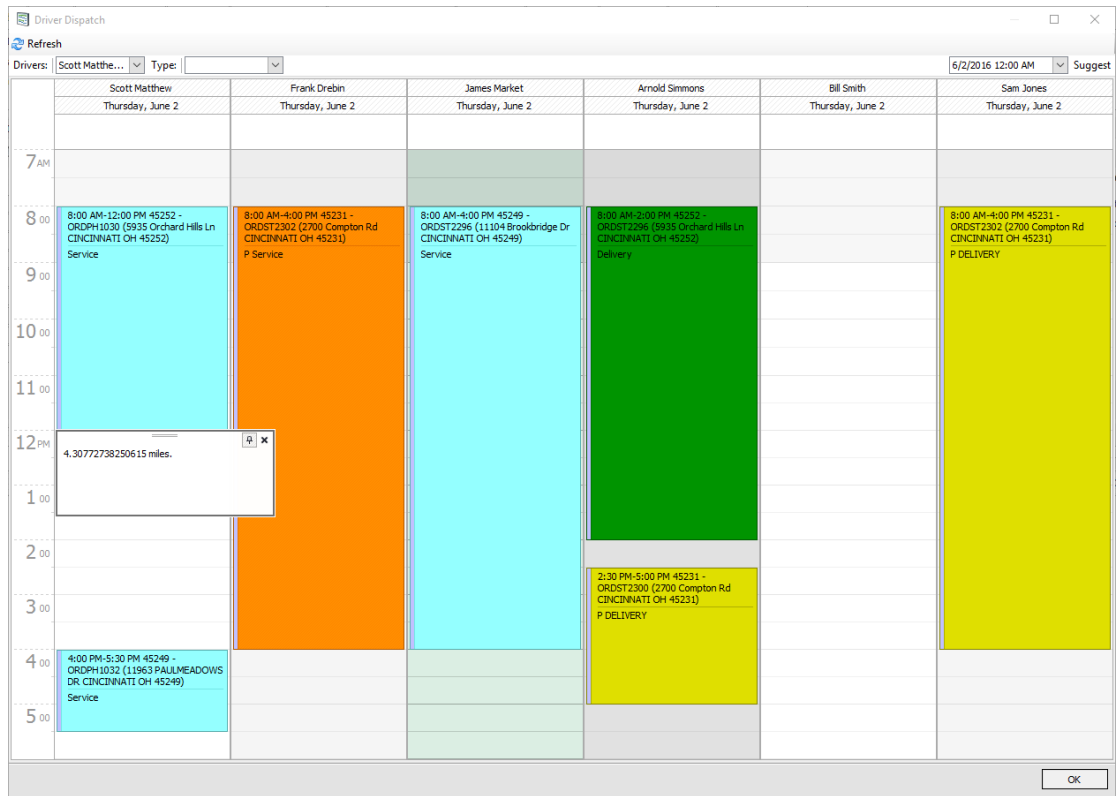 Driver Dispatch
Refresh
Drivers: Scott Matthe... Type: 6/2/2016 12:00 AM Suggest
Scott Matthew Frank Drebin James Market Arnold Simmons Bill Smith Sam Jones
Thursday, June 2 Thursday, June 2 Thursday, June 2 Thursday, June 2 Thursday, June 2 Thursday, June 2
7 AM
8 00
9 00
10 00
11 00
12 PM
1 00
2 00
3 00
4 00
5 00
8:00 AM-12:00 PM 45252 -
ORDPH1030 (5935 Orchard Hills Ln
CINCINNATI OH 45252)
Service
4.30772738250615 miles.
4:00 PM-5:30 PM 45249 -
ORDPH1032 (11963 PAULMEADOWS
DR CINCINNATI OH 45249)
Service
8:00 AM-4:00 PM 45231 -
ORDST2302 (2700 Compton Rd
CINCINNATI OH 45231)
P Service
8:00 AM-4:00 PM 45249 -
ORDST2296 (11104 Brookbridge Dr
CINCINNATI OH 45249)
Service
8:00 AM-2:00 PM 45252 -
ORDST2296 (5935 Orchard Hills Ln
CINCINNATI OH 45252)
Delivery
2:30 PM-5:00 PM 45231 -
ORDST2300 (2700 Compton Rd
CINCINNATI OH 45231)
P DELIVERY
8:00 AM-4:00 PM 45231 -
ORDST2302 (2700 Compton Rd
CINCINNATI OH 45231)
P DELIVERY
OK